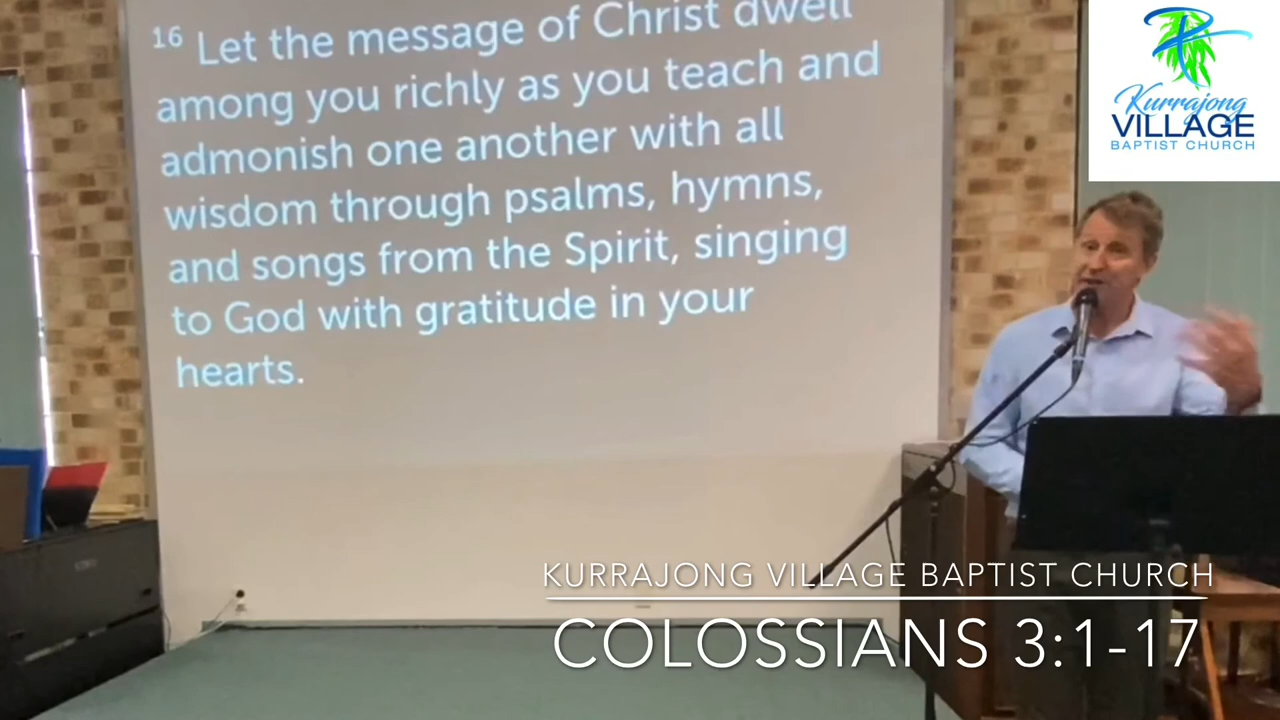 16 Let the message of Christ dwell
among you richly as you teach and
admonish one another with all
wisdom through psalms, hymns,
and songs from the Spirit, singing
to God with gratitude in your
hearts.
Kurrajong
VILLAGE
BAPTIST CHURCH
KURRAJONG VILLAGE BAPTIST CHURCH
COLOSSIANS 3:1-17